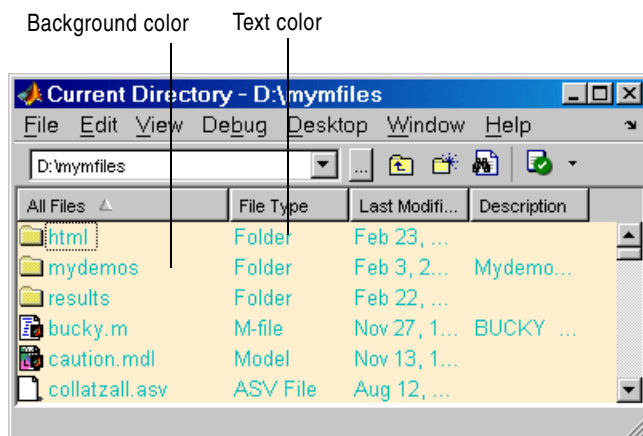 Background color Text color
Current Directory - D:\mymfiles
File Edit View Debug Desktop Window Help
D:\mymfiles ...
All Files File Type Last Modifi... Description
html Folder Feb 23, ...
mydemos Folder Feb 3, 2... Mydemo...
results Folder Feb 22, ...
bucky.m M-file Nov 27, 1... BUCKY ...
caution.mdl Model Nov 13, 1...
collatzall.asv ASV File Aug 12, ...